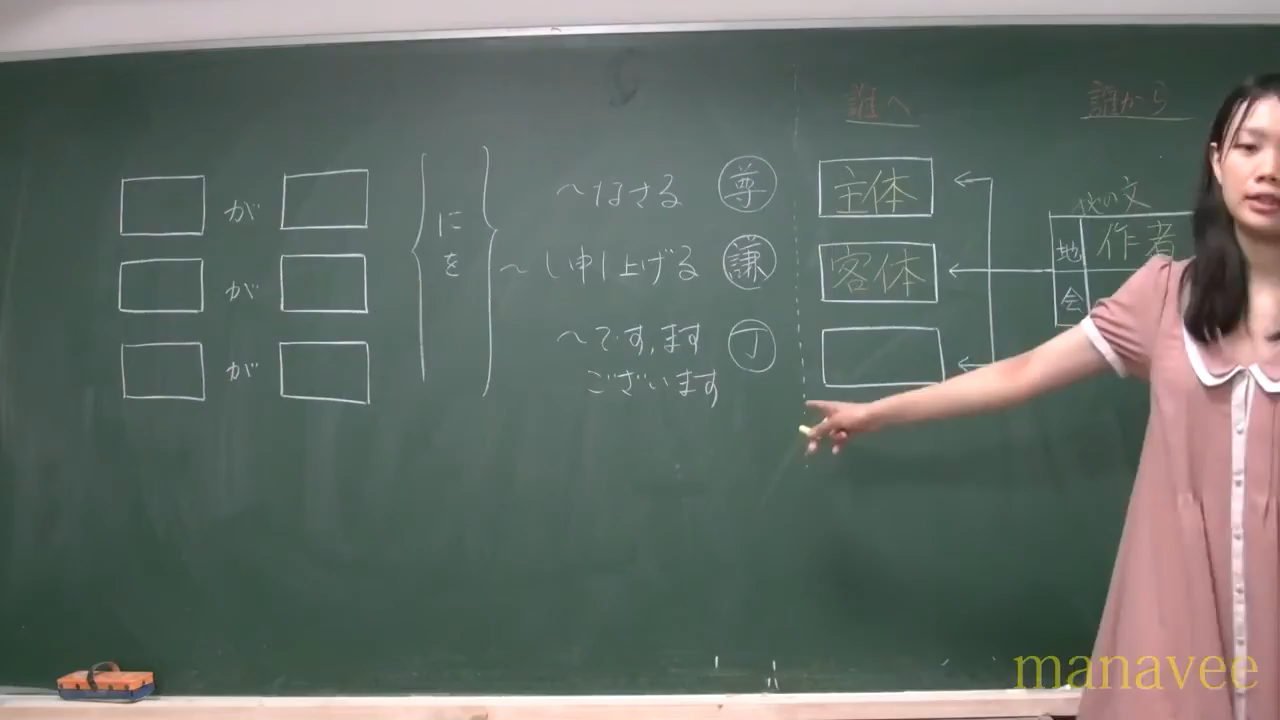 誰へ 誰から
が にを ～なさる 尊 主体 地の文
地 作者
が ～し申し上げる 謙 客体
会
が ～です、ます 丁
ございます
manavee